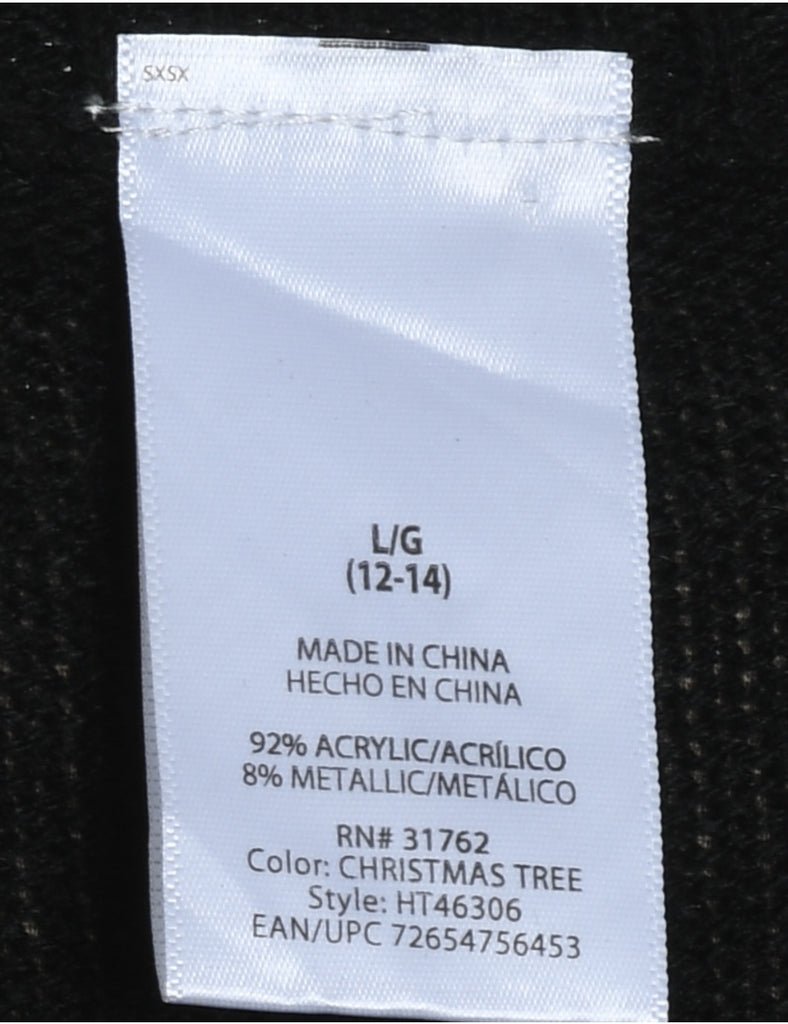 SXSX
L/G
(12-14)
MADE IN CHINA
HECHO EN CHINA
92% ACRYLIC/ACRÍLICO
8% METALLIC/METÁLICO
RN# 31762
Color: CHRISTMAS TREE
Style: HT46306
EAN/UPC 72654756453